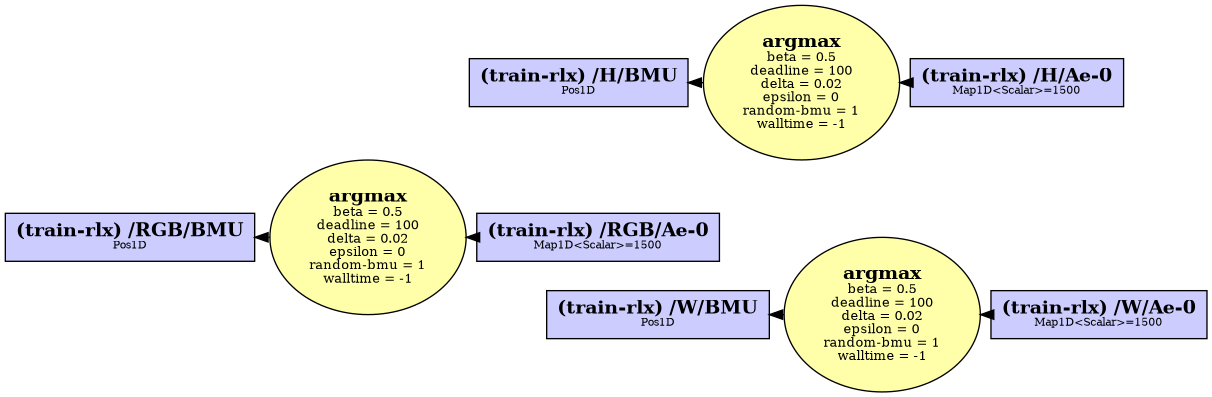 (train-rlx) /H/BMU
Pos1D
argmax
beta = 0.5
deadline = 100
delta = 0.02
epsilon = 0
random-bmu = 1
walltime = -1
(train-rlx) /H/Ae-0
Map1D<Scalar>=1500
(train-rlx) /RGB/BMU
Pos1D
argmax
beta = 0.5
deadline = 100
delta = 0.02
epsilon = 0
random-bmu = 1
walltime = -1
(train-rlx) /RGB/Ae-0
Map1D<Scalar>=1500
(train-rlx) /W/BMU
Pos1D
argmax
beta = 0.5
deadline = 100
delta = 0.02
epsilon = 0
random-bmu = 1
walltime = -1
(train-rlx) /W/Ae-0
Map1D<Scalar>=1500